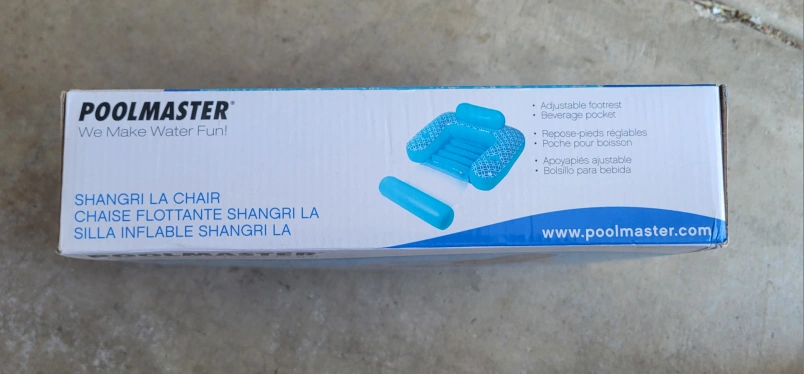 POOLMASTER®
We Make Water Fun!
SHANGRI LA CHAIR
CHAISE FLOTTANTE SHANGRI LA
SILLA INFLABLE SHANGRI LA
• Adjustable footrest
• Beverage pocket
• Repose-pieds réglables
• Poche pour boisson
• Apoyapiés ajustable
• Bolsillo para bebida
www.poolmaster.com
POOLMASTER